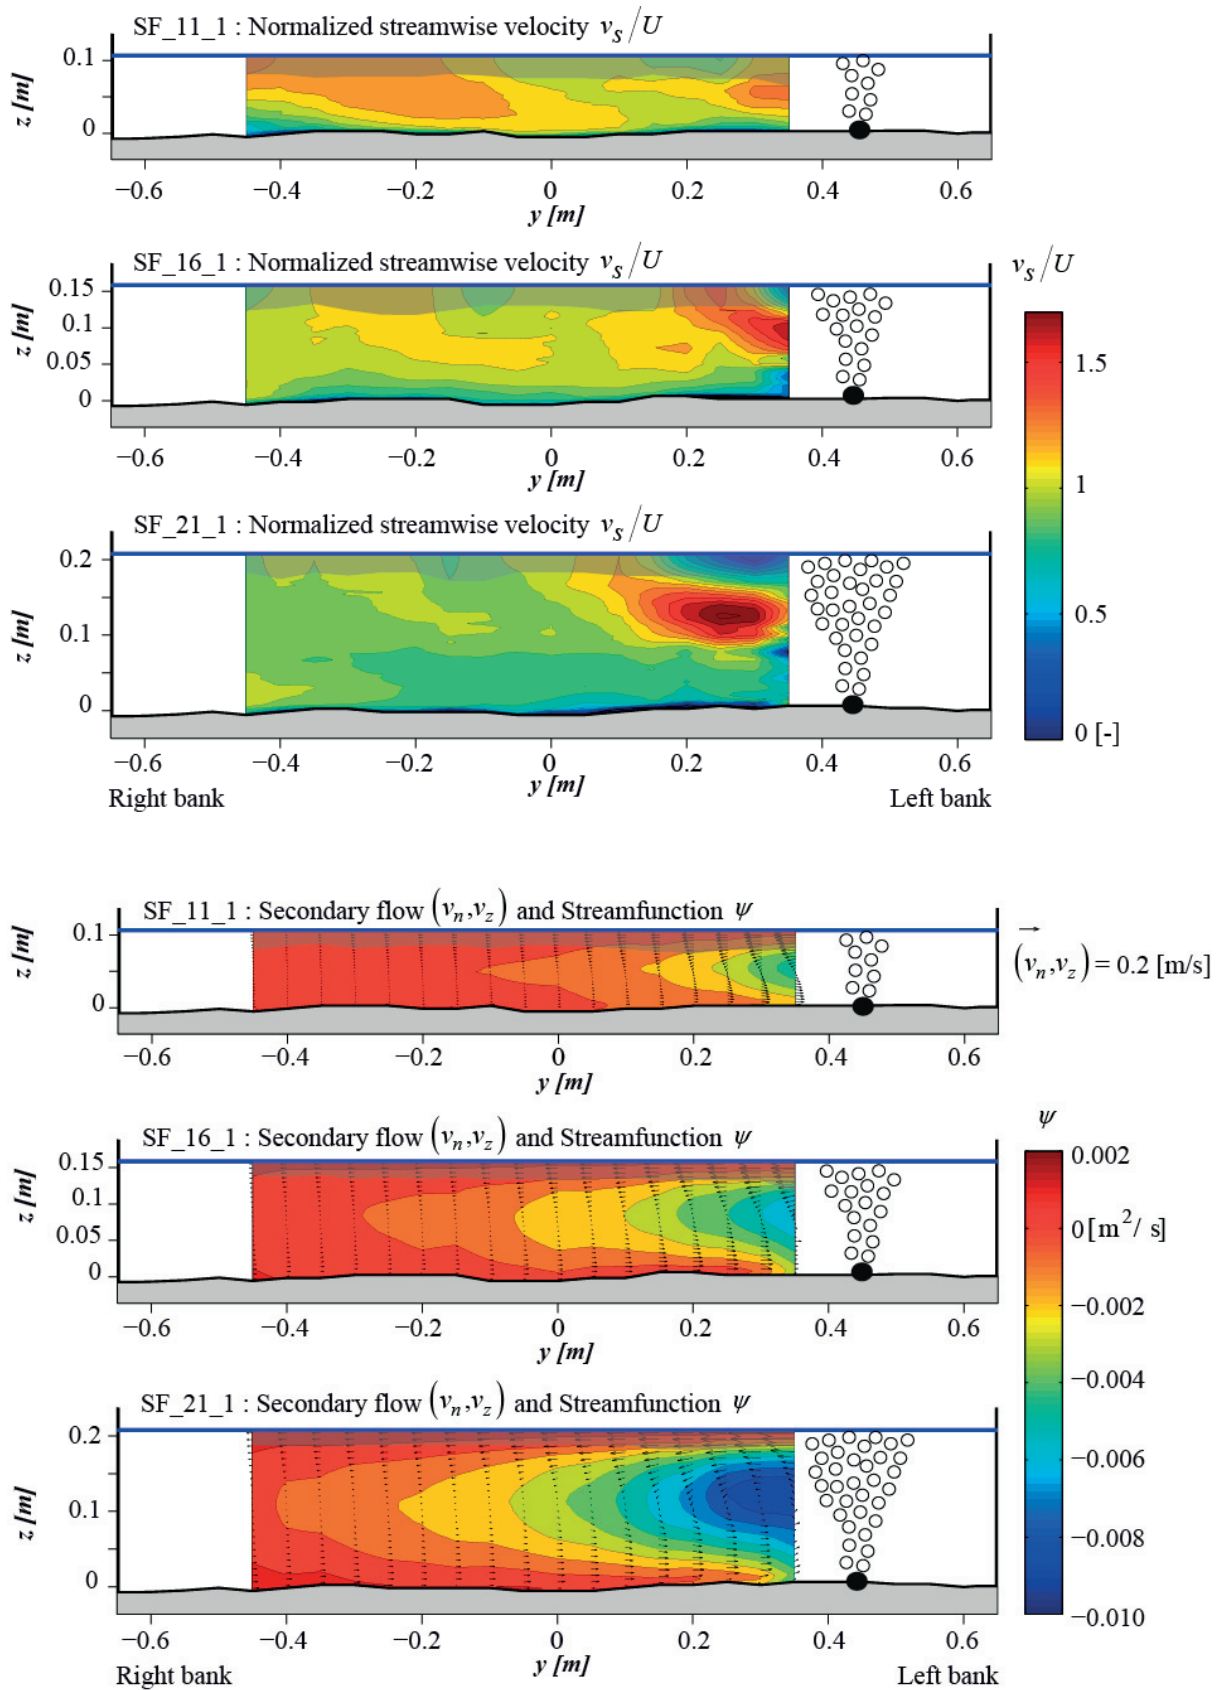 SF_11_1 : Normalized streamwise velocity v_s/U
z [m]
0.1
0
−0.6 −0.4 −0.2 0 0.2 0.4 0.6
y [m]
SF_16_1 : Normalized streamwise velocity v_s/U
z [m]
0.15
0.1
0.05
0
−0.6 −0.4 −0.2 0 0.2 0.4 0.6
y [m]
SF_21_1 : Normalized streamwise velocity v_s/U
z [m]
0.2
0.1
0
−0.6 −0.4 −0.2 0 0.2 0.4 0.6
y [m]
Right bank Left bank
v_s/U
1.5
1
0.5
0 [-]
SF_11_1 : Secondary flow (v_n,v_z) and Streamfunction ψ
z [m]
0.1
0
−0.6 −0.4 −0.2 0 0.2 0.4 0.6
y [m]
(v_n,v_z) = 0.2 [m/s]
SF_16_1 : Secondary flow (v_n,v_z) and Streamfunction ψ
z [m]
0.15
0.1
0.05
0
−0.6 −0.4 −0.2 0 0.2 0.4 0.6
y [m]
SF_21_1 : Secondary flow (v_n,v_z) and Streamfunction ψ
z [m]
0.2
0.1
0
−0.6 −0.4 −0.2 0 0.2 0.4 0.6
y [m]
Right bank Left bank
ψ
0.002
0 [m²/ s]
−0.002
−0.004
−0.006
−0.008
−0.010